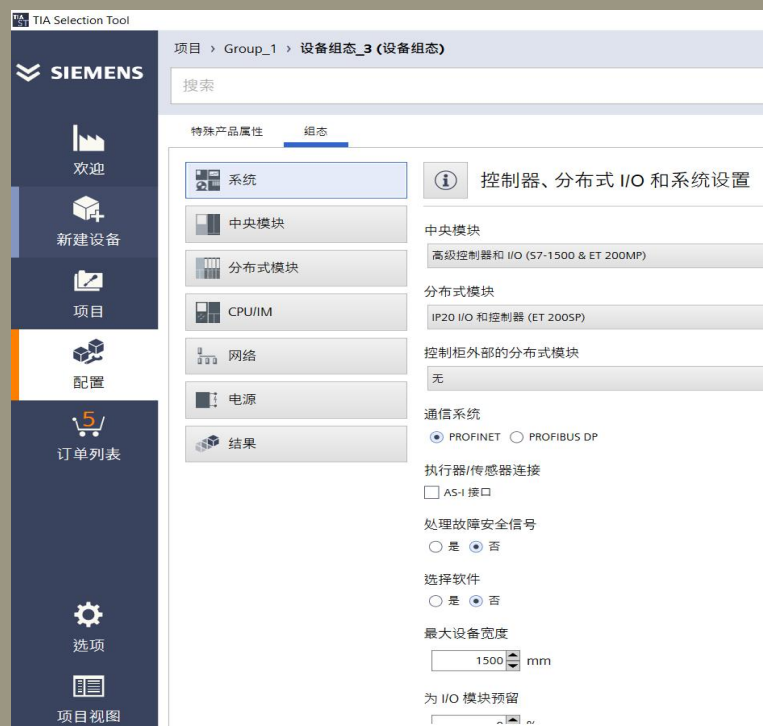 TIA Selection Tool
项目 › Group_1 › 设备组态_3 (设备组态)
SIEMENS
搜索
特殊产品属性 组态
欢迎
新建设备
项目
配置
5
订单列表
选项
项目视图
系统
中央模块
分布式模块
CPU/IM
网络
电源
结果
控制器、分布式 I/O 和系统设置
中央模块
高级控制器和 I/O (S7-1500 & ET 200MP)
分布式模块
IP20 I/O 和控制器 (ET 200SP)
控制柜外部的分布式模块
无
通信系统
PROFINET PROFIBUS DP
执行器/传感器连接
AS-I 接口
处理故障安全信号
是 否
选择软件
是 否
最大设备宽度
1500 mm
为 I/O 模块预留